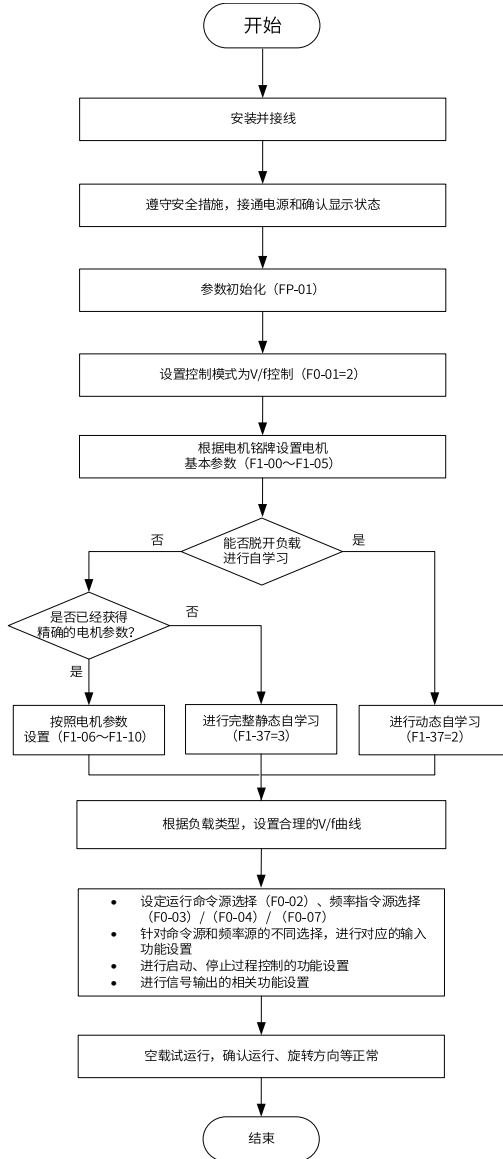 开始
安装并接线
遵守安全措施，接通电源和确认显示状态
参数初始化（FP-01）
设置控制模式为V/f控制（F0-01=2）
根据电机铭牌设置电机
基本参数（F1-00～F1-05）
能否脱开负载
进行自学习
否
是
是否已经获得
精确的电机参数？
否
是
按照电机参数
设置（F1-06～F1-10）
进行完整静态自学习
（F1-37=3）
进行动态自学习
（F1-37=2）
根据负载类型，设置合理的V/f曲线
• 设定运行命令源选择（F0-02）、频率指令源选择
（F0-03）/（F0-04）/ （F0-07）
• 针对命令源和频率源的不同选择，进行对应的输入
功能设置
• 进行启动、停止过程控制的功能设置
• 进行信号输出的相关功能设置
空载试运行，确认运行、旋转方向等正常
结束